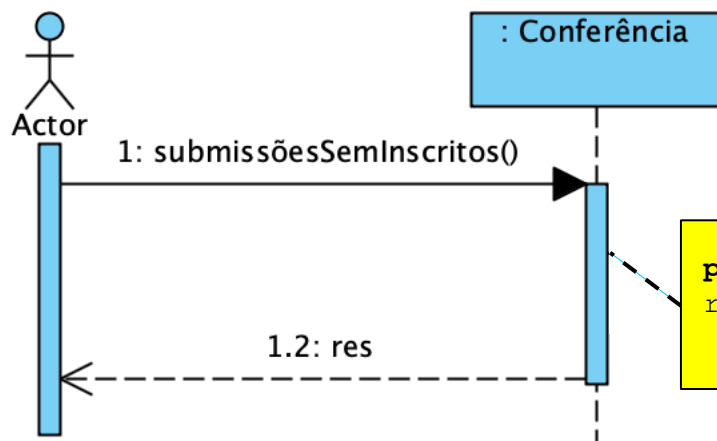 : Conferência
Actor
1: submissõesSemInscritos()
p
r
1.2: res